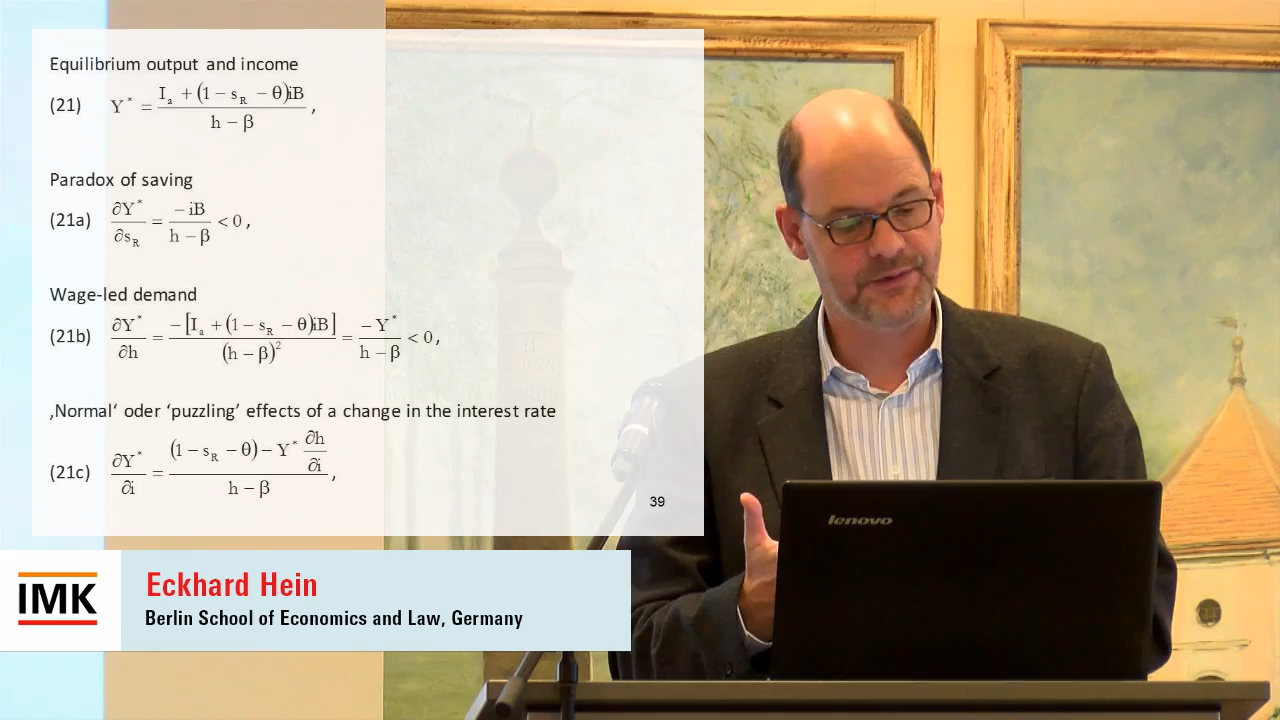 Equilibrium output and income
(21) Y* = (I_a + (1 − s_R − θ)iB) / (h − β) ,
Paradox of saving
(21a) ∂Y*/∂s_R = −iB / (h − β) < 0 ,
Wage-led demand
(21b) ∂Y*/∂h = −[I_a + (1 − s_R − θ)iB] / (h − β)² = −Y* / (h − β) < 0 ,
‚Normal‘ oder ‘puzzling’ effects of a change in the interest rate
(21c) ∂Y*/∂i = ((1 − s_R − θ) − Y* ∂h/∂i) / (h − β) ,
39
lenovo
IMK
Eckhard Hein
Berlin School of Economics and Law, Germany